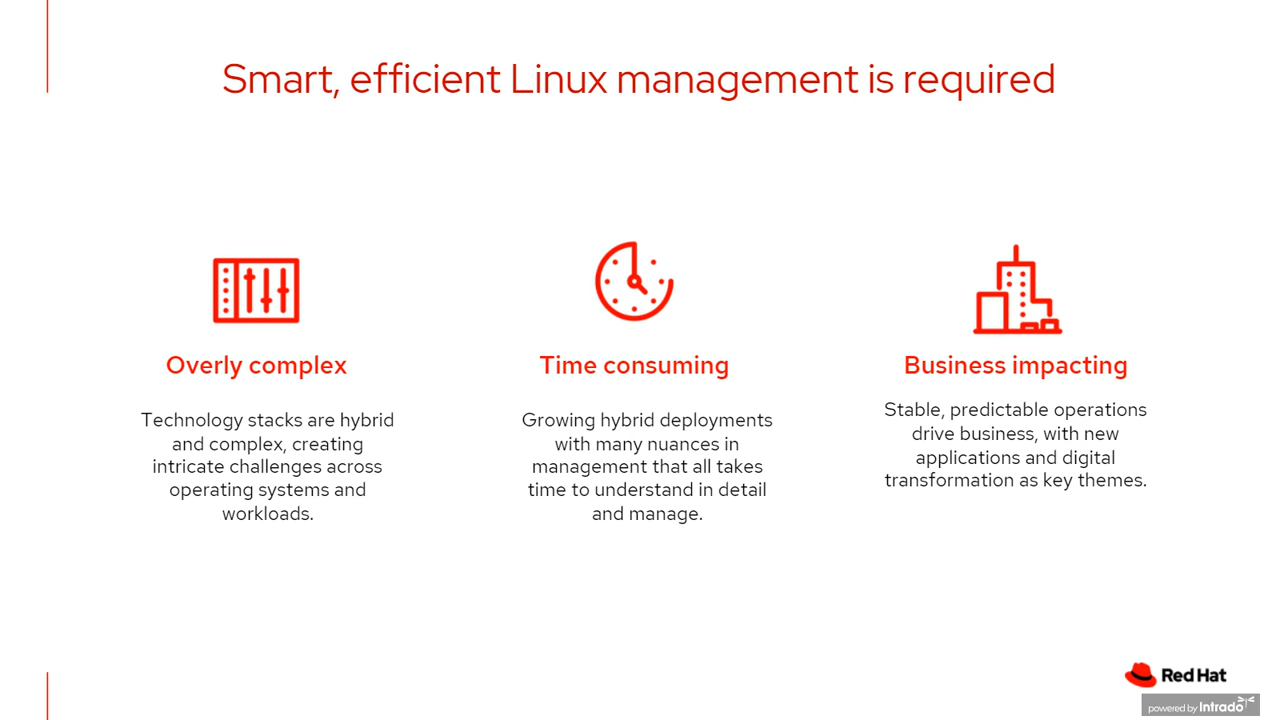 Smart, efficient Linux management is required
Overly complex
Technology stacks are hybrid
and complex, creating
intricate challenges across
operating systems and
workloads.
Time consuming
Growing hybrid deployments
with many nuances in
management that all takes
time to understand in detail
and manage.
Business impacting
Stable, predictable operations
drive business, with new
applications and digital
transformation as key themes.
Red Hat
powered by Intrado